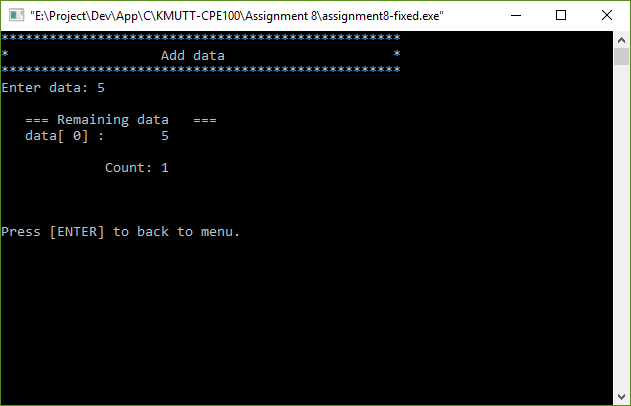 "E:\Project\Dev\App\C\KMUTT-CPE100\Assignment 8\assignment8-fixed.exe"
**************************************************
*                   Add data                     *
**************************************************
Enter data: 5
   === Remaining data   ===
   data[ 0] :       5
             Count: 1
Press [ENTER] to back to menu.